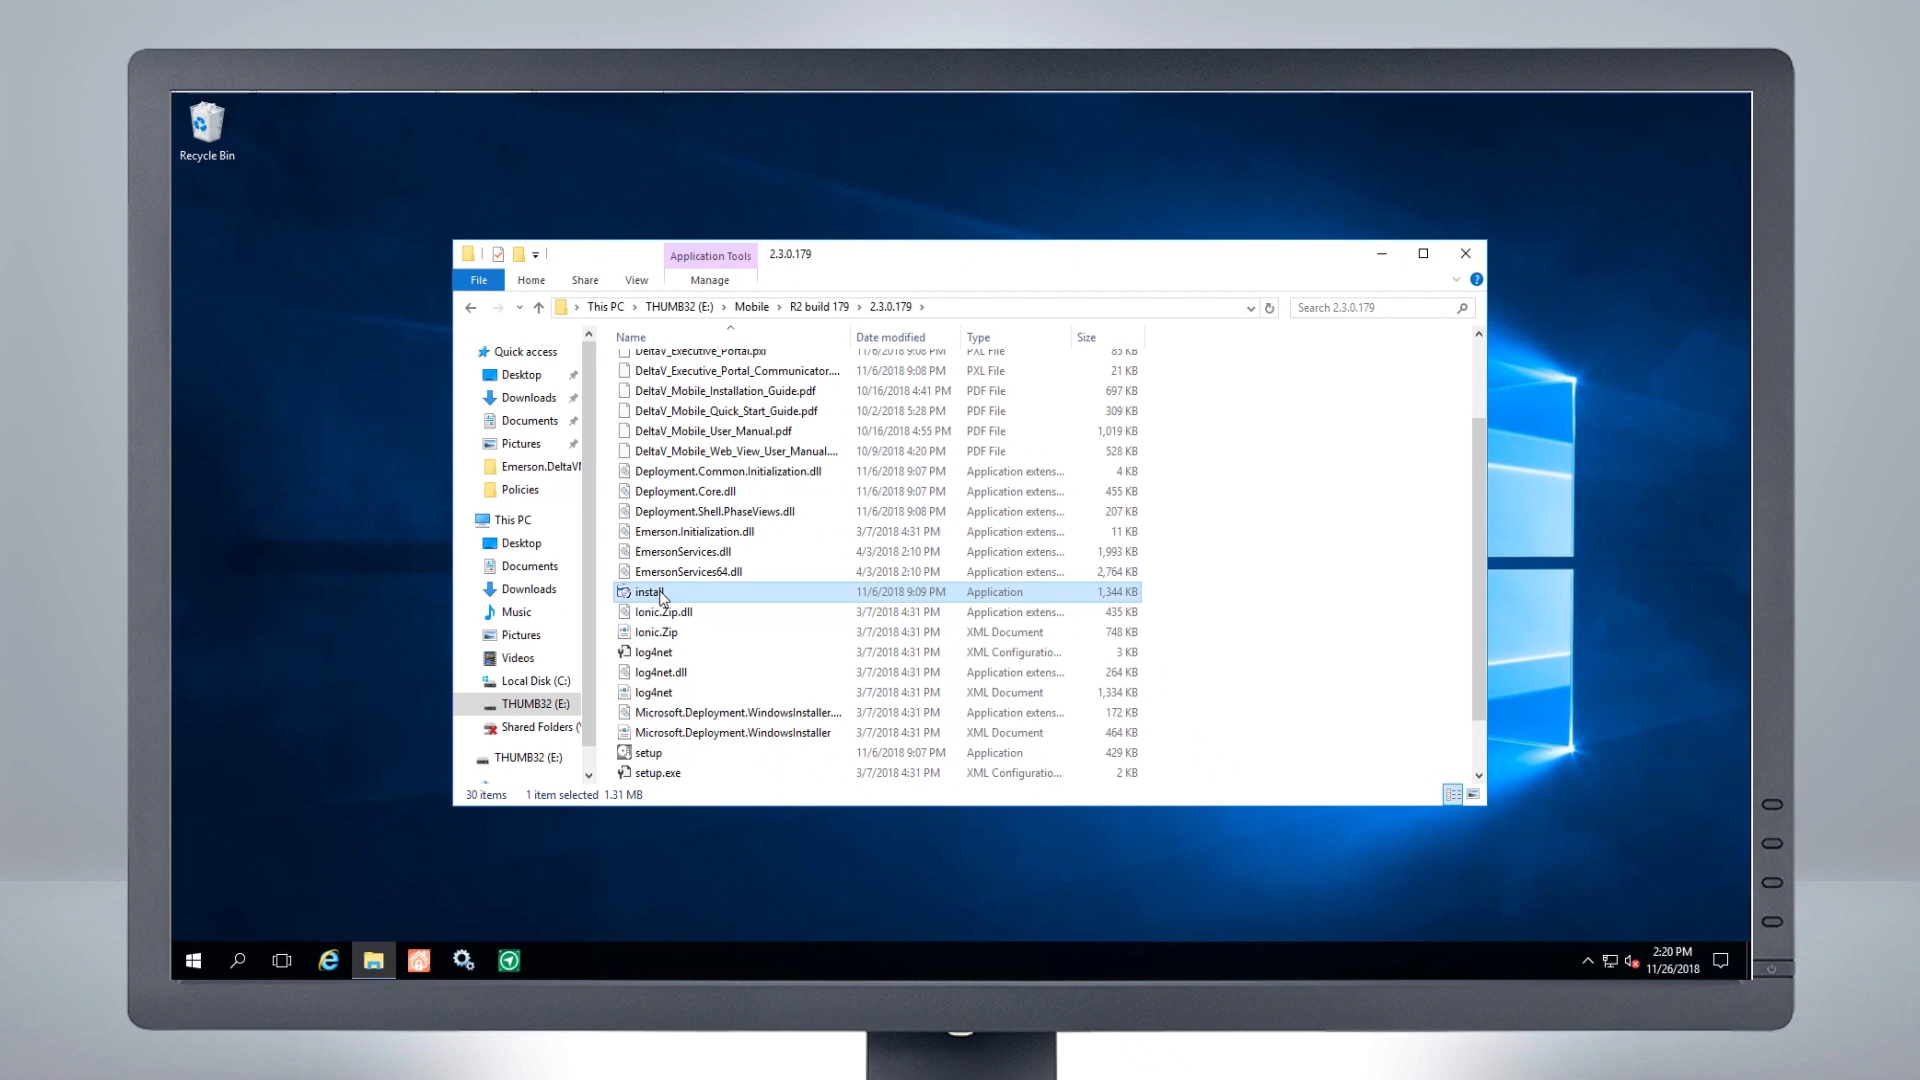 Recycle Bin
Application Tools
2.3.0.179
File
Home
Share
View
Manage
This PC > THUMB32 (E:) > Mobile > R2 build 179 > 2.3.0.179 >
Search 2.3.0.179
Quick access
Desktop
Downloads
Documents
Pictures
Emerson.DeltaVM
Policies
This PC
Desktop
Documents
Downloads
Music
Pictures
Videos
Local Disk (C:)
THUMB32 (E:)
Shared Folders (
THUMB32 (E:)
Name Date modified Type Size
DeltaV_Executive_Portal.pxl 11/6/2018 9:08 PM PXL File 85 KB
DeltaV_Executive_Portal_Communicator.... 11/6/2018 9:08 PM PXL File 21 KB
DeltaV_Mobile_Installation_Guide.pdf 10/16/2018 4:41 PM PDF File 697 KB
DeltaV_Mobile_Quick_Start_Guide.pdf 10/2/2018 5:28 PM PDF File 309 KB
DeltaV_Mobile_User_Manual.pdf 10/16/2018 4:55 PM PDF File 1,019 KB
DeltaV_Mobile_Web_View_User_Manual.... 10/9/2018 4:20 PM PDF File 528 KB
Deployment.Common.Initialization.dll 11/6/2018 9:07 PM Application extens... 4 KB
Deployment.Core.dll 11/6/2018 9:07 PM Application extens... 455 KB
Deployment.Shell.PhaseViews.dll 11/6/2018 9:08 PM Application extens... 207 KB
Emerson.Initialization.dll 3/7/2018 4:31 PM Application extens... 11 KB
EmersonServices.dll 4/3/2018 2:10 PM Application extens... 1,993 KB
EmersonServices64.dll 4/3/2018 2:10 PM Application extens... 2,764 KB
install 11/6/2018 9:09 PM Application 1,344 KB
Ionic.Zip.dll 3/7/2018 4:31 PM Application extens... 435 KB
Ionic.Zip 3/7/2018 4:31 PM XML Document 748 KB
log4net 3/7/2018 4:31 PM XML Configuratio... 3 KB
log4net.dll 3/7/2018 4:31 PM Application extens... 264 KB
log4net 3/7/2018 4:31 PM XML Document 1,334 KB
Microsoft.Deployment.WindowsInstaller.... 3/7/2018 4:31 PM Application extens... 172 KB
Microsoft.Deployment.WindowsInstaller 3/7/2018 4:31 PM XML Document 464 KB
setup 11/6/2018 9:07 PM Application 429 KB
setup.exe 3/7/2018 4:31 PM XML Configuratio... 2 KB
30 items 1 item selected 1.31 MB
2:20 PM
11/26/2018